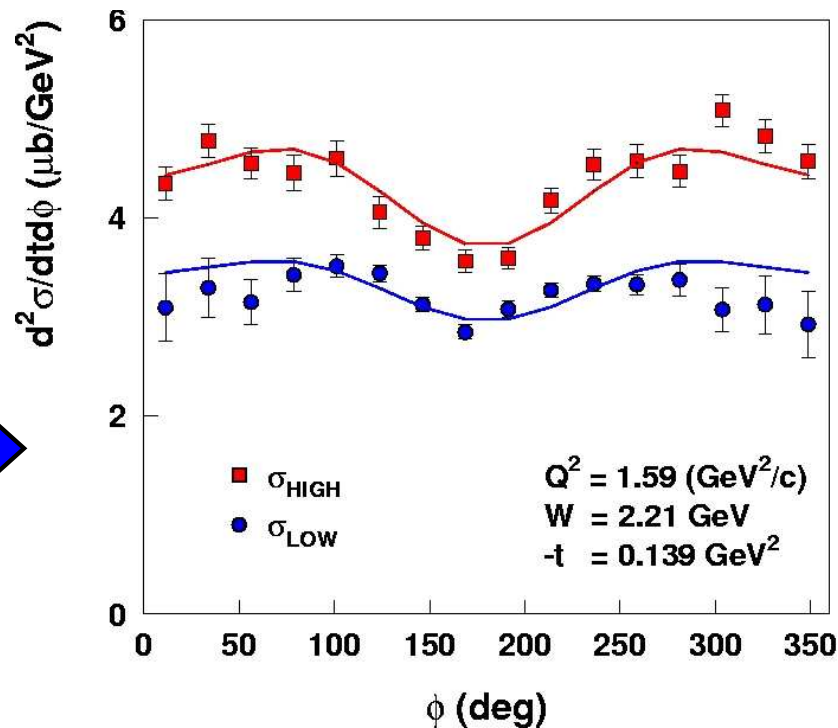 d²σ/dtdϕ (μb/GeV²)
6
4
2
0
σHIGH
σLOW
Q² = 1.59 (GeV²/c)
W = 2.21 GeV
-t = 0.139 GeV²
0 50 100 150 200 250 300 350
ϕ (deg)